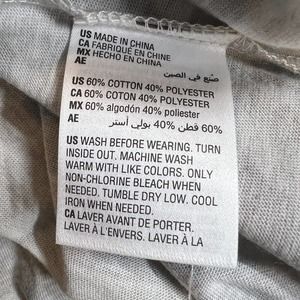 US MADE IN CHINA
CA FABRIQUÉ EN CHINE
MX HECHO EN CHINA
AE صنع في الصين
US 60% COTTON 40% POLYESTER
CA 60% COTON 40% POLYESTER
MX 60% algodón 40% poliester
AE 60% قطن 40% بولي أستر
US WASH BEFORE WEARING. TURN
INSIDE OUT. MACHINE WASH
WARM WITH LIKE COLORS. ONLY
NON-CHLORINE BLEACH WHEN
NEEDED. TUMBLE DRY LOW. COOL
IRON WHEN NEEDED.
CA LAVER AVANT DE PORTER.
LAVER À L'ENVERS. LAVER À LA